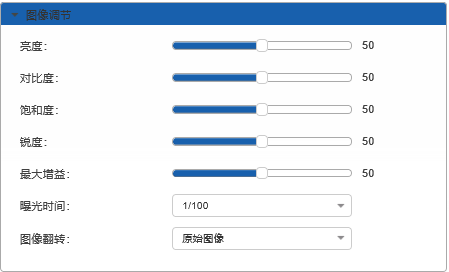 图像调节
亮度： 50
对比度： 50
饱和度： 50
锐度： 50
最大增益： 50
曝光时间： 1/100
图像翻转： 原始图像